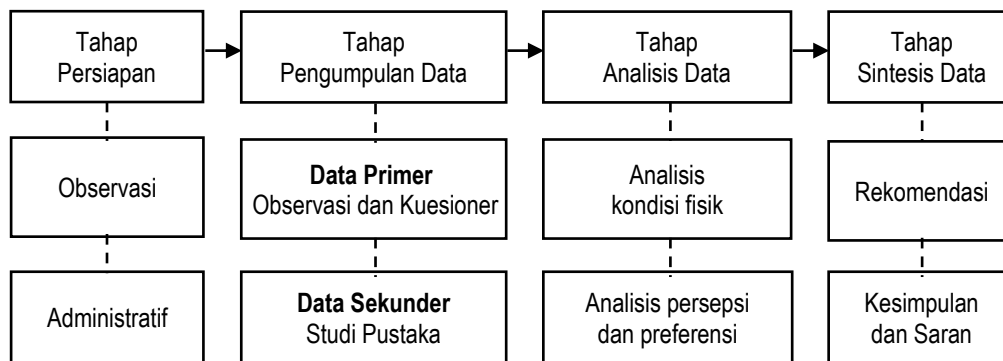 Tahap
Persiapan
Tahap
Pengumpulan Data
Tahap
Analisis Data
Tahap
Sintesis Data
Observasi
Data Primer
Observasi dan Kuesioner
Analisis
kondisi fisik
Rekomendasi
Administratif
Data Sekunder
Studi Pustaka
Analisis persepsi
dan preferensi
Kesimpulan
dan Saran